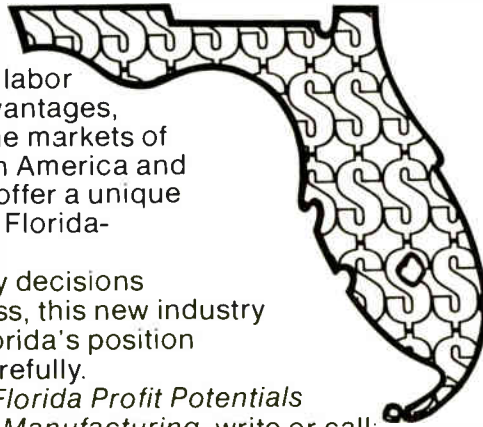 labor
vantages,
e markets of
n America and
offer a unique
Florida-
y decisions
ss, this new industry
orida's position
refully.
Florida Profit Potentials
Manufacturing, write or call: